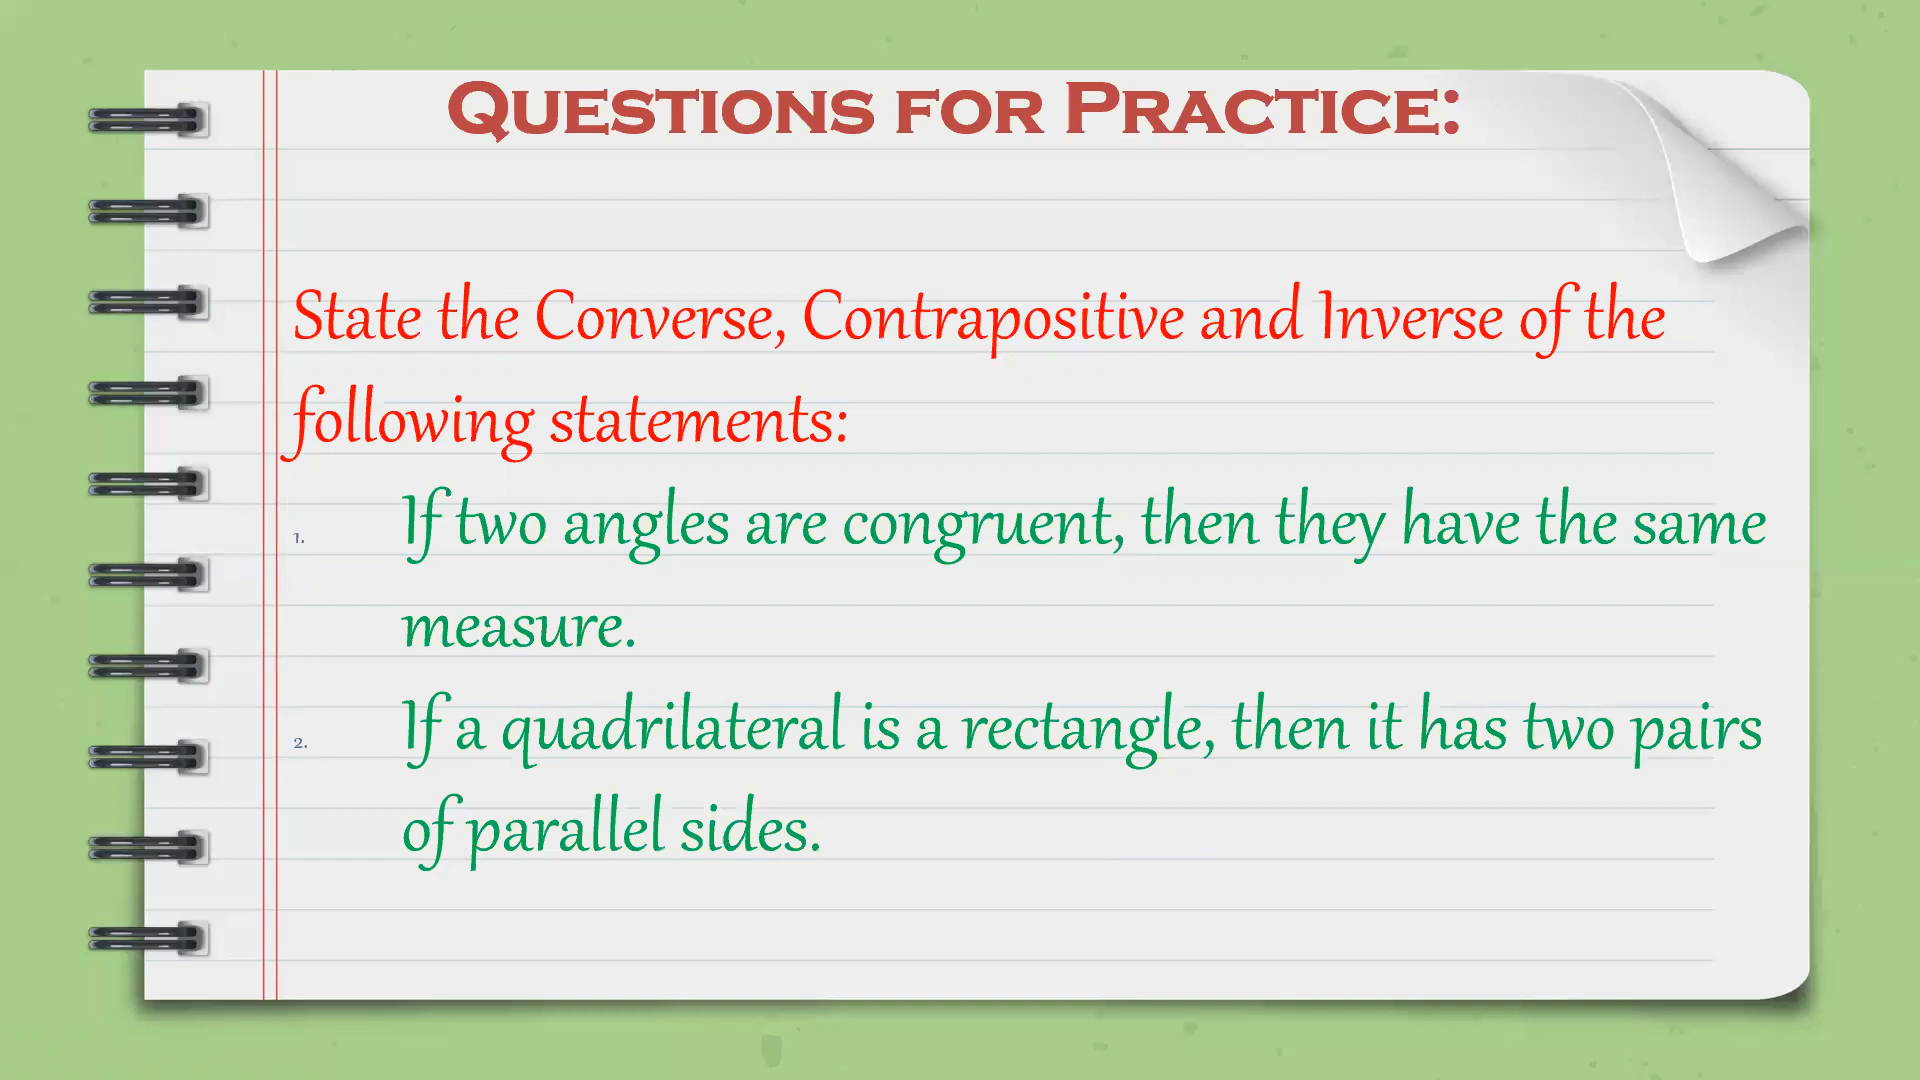 Questions for Practice:
State the Converse, Contrapositive and Inverse of the
following statements:
1. If two angles are congruent, then they have the same
measure.
2. If a quadrilateral is a rectangle, then it has two pairs
of parallel sides.